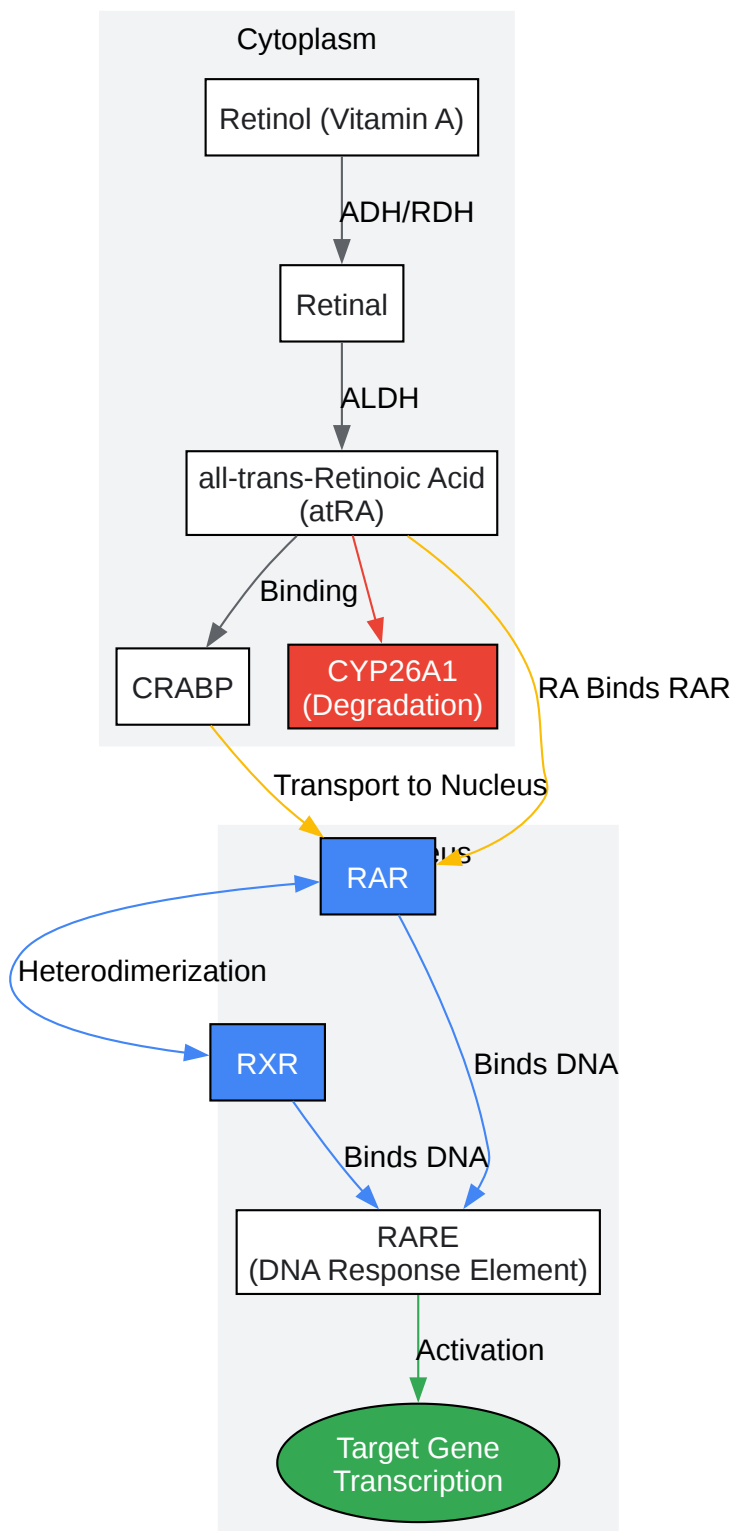 Cytoplasm
Retinol (Vitamin A)
ADH/RDH
Retinal
ALDH
all-trans-Retinoic Acid
(atRA)
Binding
CRABP
CYP26A1
(Degradation)
RA Binds RAR
Transport to Nucleus
RAR
Heterodimerization
RXR
Binds DNA
Binds DNA
RARE
(DNA Response Element)
Activation
Target Gene
Transcription